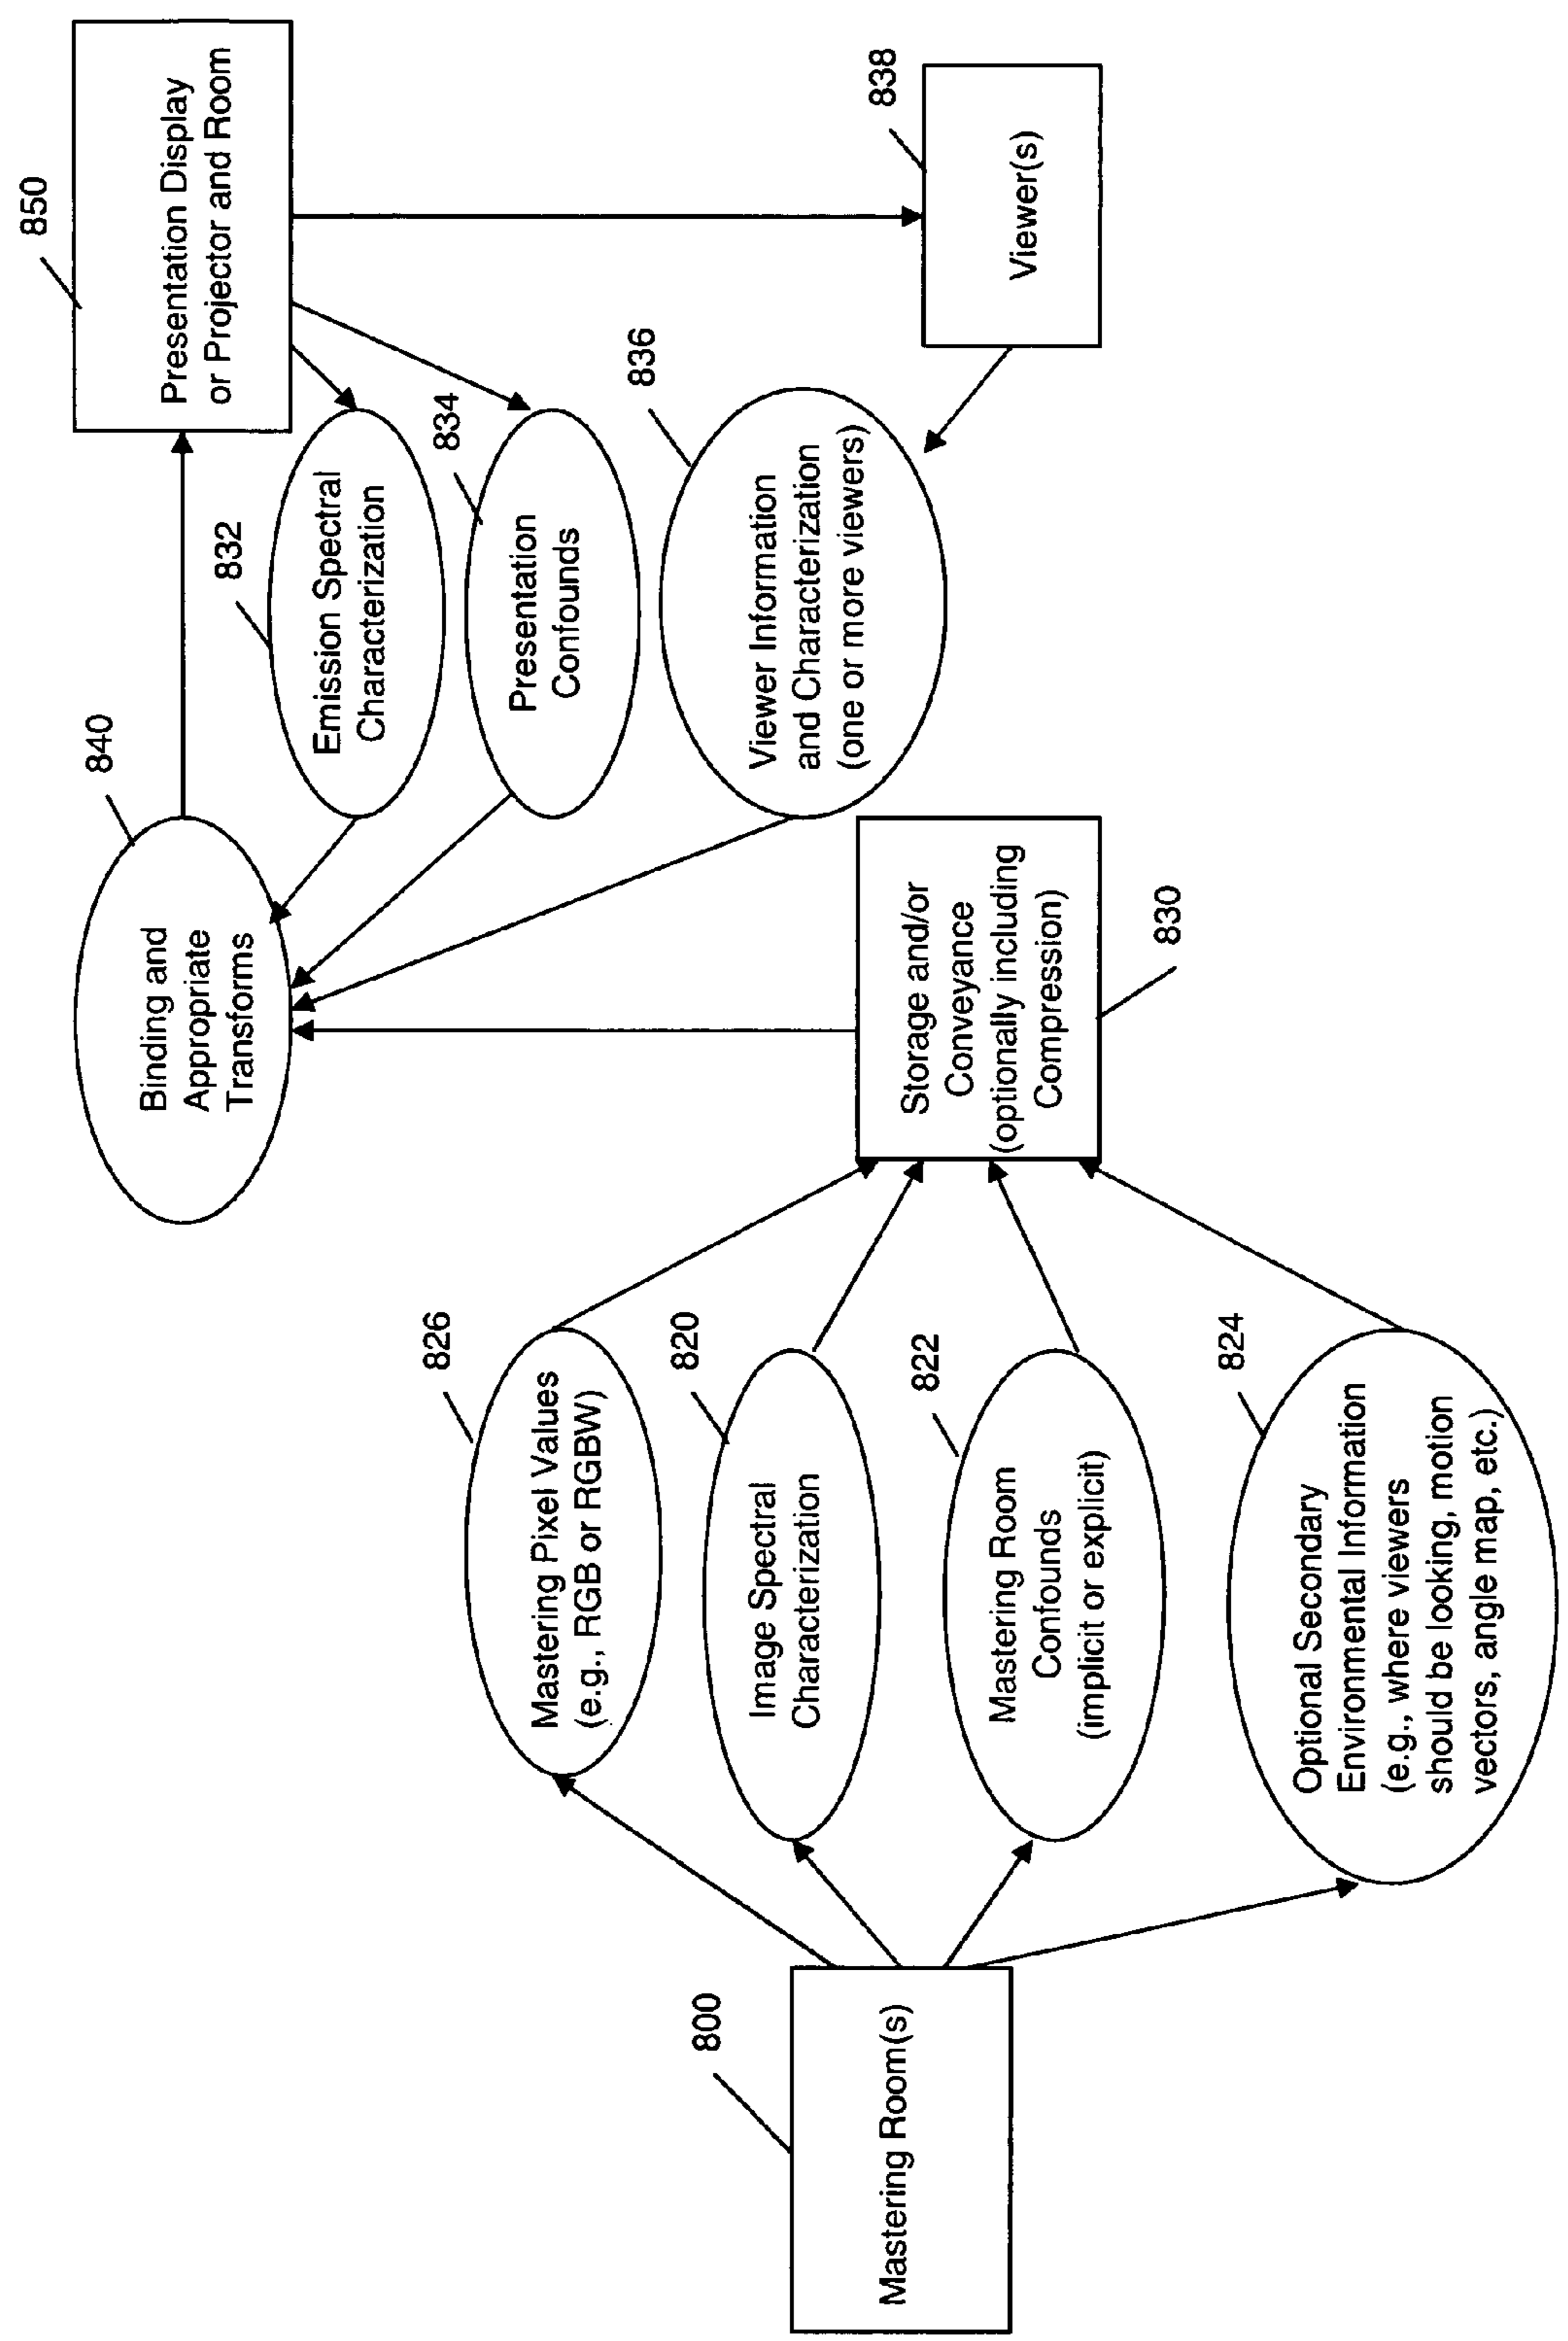 800
Mastering Room(s)
826
Mastering Pixel Values
(e.g., RGB or RGBW)
820
Image Spectral
Characterization
822
Mastering Room
Confounds
(implicit or explicit)
824
Optional Secondary
Environmental Information
(e.g., where viewers
should be looking, motion
vectors, angle map, etc.)
830
Storage and/or
Conveyance
(optionally including
Compression)
840
Binding and
Appropriate
Transforms
832
Emission Spectral
Characterization
834
Presentation
Confounds
836
Viewer Information
and Characterization
(one or more viewers)
850
Presentation Display
or Projector and Room
838
Viewer(s)